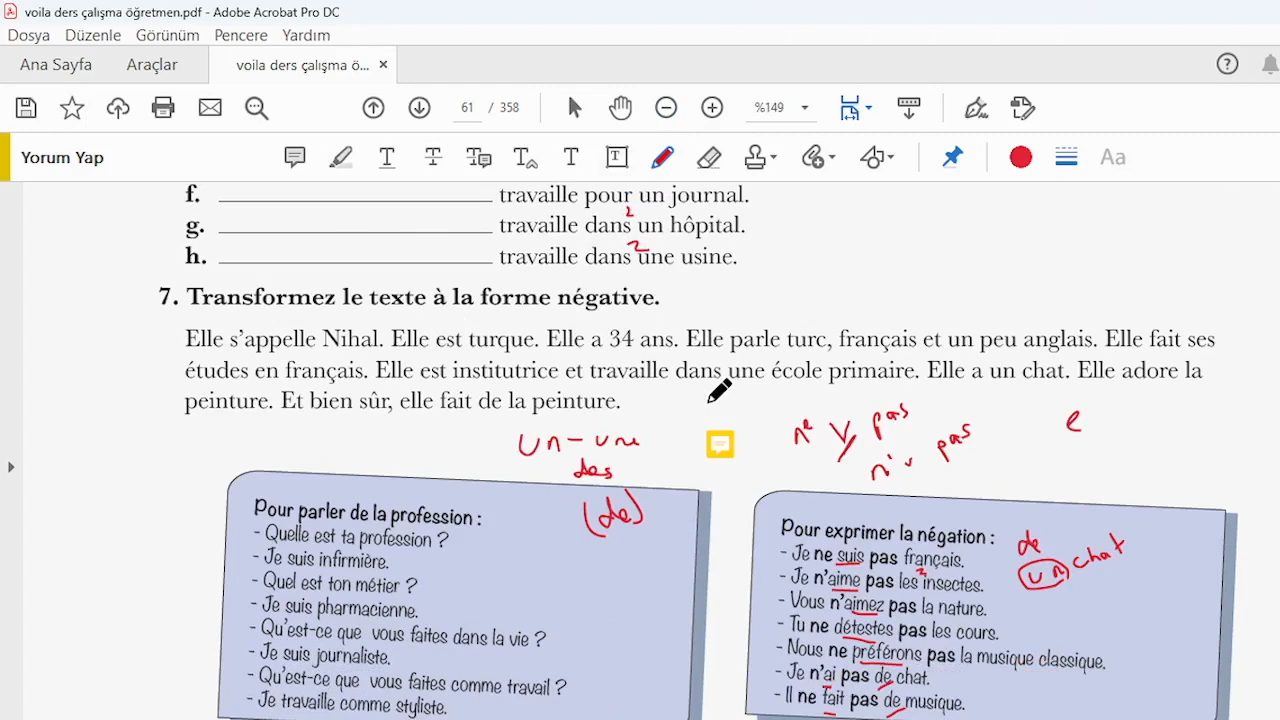 voila ders çalışma öğretmen.pdf - Adobe Acrobat Pro DC
Dosya Düzenle Görünüm Pencere Yardım
Ana Sayfa Araçlar voila ders çalışma ö... ×
61 / 358 %149
Yorum Yap Aa
f. ____ travaille pour un journal.
2
g. ____ travaille dans un hôpital.
2
h. ____ travaille dans une usine.
7. Transformez le texte à la forme négative.
Elle s'appelle Nihal. Elle est turque. Elle a 34 ans. Elle parle turc, français et un peu anglais. Elle fait ses
études en français. Elle est institutrice et travaille dans une école primaire. Elle a un chat. Elle adore la
peinture. Et bien sûr, elle fait de la peinture.
un - une
des
(de)
ne V pas
n' v pas
e
Pour parler de la profession :
- Quelle est ta profession ?
- Je suis infirmière.
- Quel est ton métier ?
- Je suis pharmacienne.
- Qu'est-ce que vous faites dans la vie ?
- Je suis journaliste.
- Qu'est-ce que vous faites comme travail ?
- Je travaille comme styliste.
Pour exprimer la négation :
- Je ne suis pas français.
- Je n'aime pas les insectes.
2
- Vous n'aimez pas la nature.
- Tu ne détestes pas les cours.
- Nous ne préférons pas la musique classique.
- Je n'ai pas de chat.
- Il ne fait pas de musique.
de
un chat